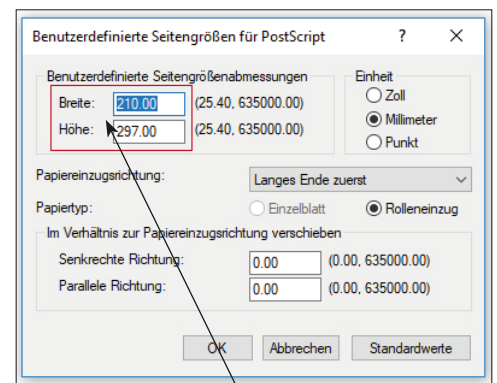 Benutzerdefinierte Seitengrößen für PostScript ? ×
Benutzerdefinierte Seitengrößenabmessungen
Breite: 210.00 (25.40, 635000.00)
Höhe: 297.00 (25.40, 635000.00)
Einheit
Zoll
Millimeter
Punkt
Papiereinzugsrichtung: Langes Ende zuerst
Papiertyp: Einzelblatt Rolleneinzug
Im Verhältnis zur Papiereinzugsrichtung verschieben
Senkrechte Richtung: 0.00 (0.00, 635000.00)
Parallele Richtung: 0.00 (0.00, 635000.00)
OK Abbrechen Standardwerte